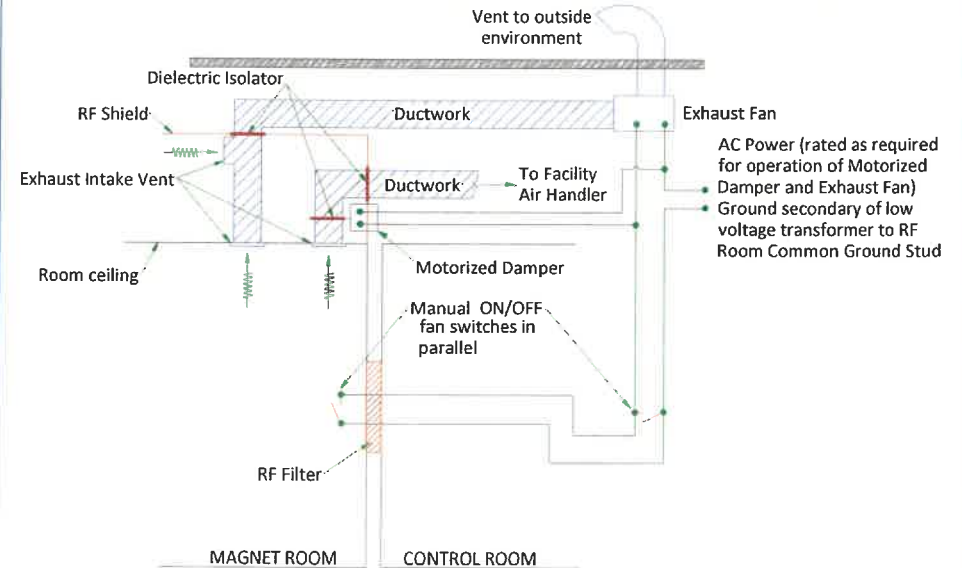 Vent to outside
environment
Dielectric Isolator
RF Shield
Ductwork
Exhaust Fan
AC Power (rated as required
for operation of Motorized
Damper and Exhaust Fan)
Ground secondary of low
voltage transformer to RF
Room Common Ground Stud
Exhaust Intake Vent
Ductwork
To Facility
Air Handler
Room ceiling
Motorized Damper
Manual ON/OFF
fan switches in
parallel
RF Filter
MAGNET ROOM
CONTROL ROOM